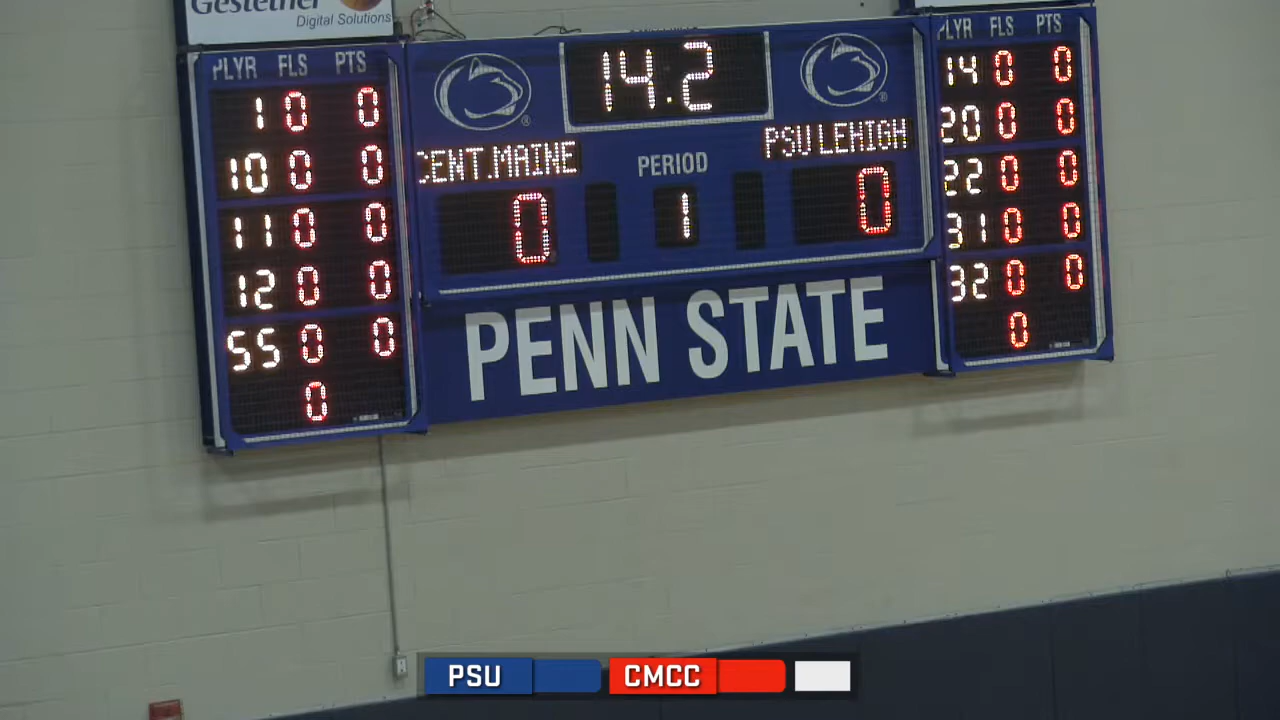 Gestetner
Digital Solutions
PLYR FLS PTS
1 0 0
10 0 0
11 0 0
12 0 0
55 0 0
0
14.2
®
®
CENT.MAINE
PERIOD
PSU LEHIGH
0
1
0
PENN STATE
PLYR FLS PTS
14 0 0
20 0 0
22 0 0
31 0 0
32 0 0
0
PSU
CMCC